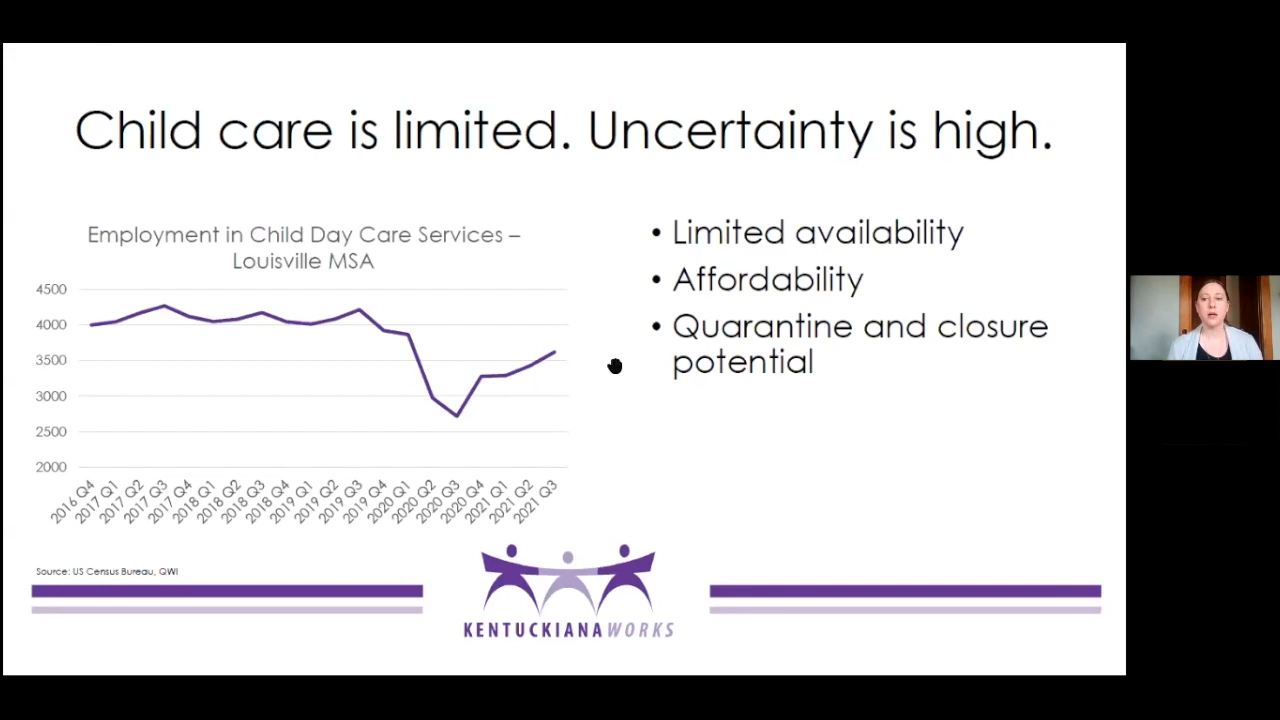 Child care is limited. Uncertainty is high.
Employment in Child Day Care Services –
Louisville MSA
4500
4000
3500
3000
2500
2000
2016 Q4
2017 Q1
2017 Q2
2017 Q3
2017 Q4
2018 Q1
2018 Q2
2018 Q3
2018 Q4
2019 Q1
2019 Q2
2019 Q3
2019 Q4
2020 Q1
2020 Q2
2020 Q3
2020 Q4
2021 Q1
2021 Q2
2021 Q3
• Limited availability
• Affordability
• Quarantine and closure
potential
Source: US Census Bureau, QWI
KENTUCKIANAWORKS